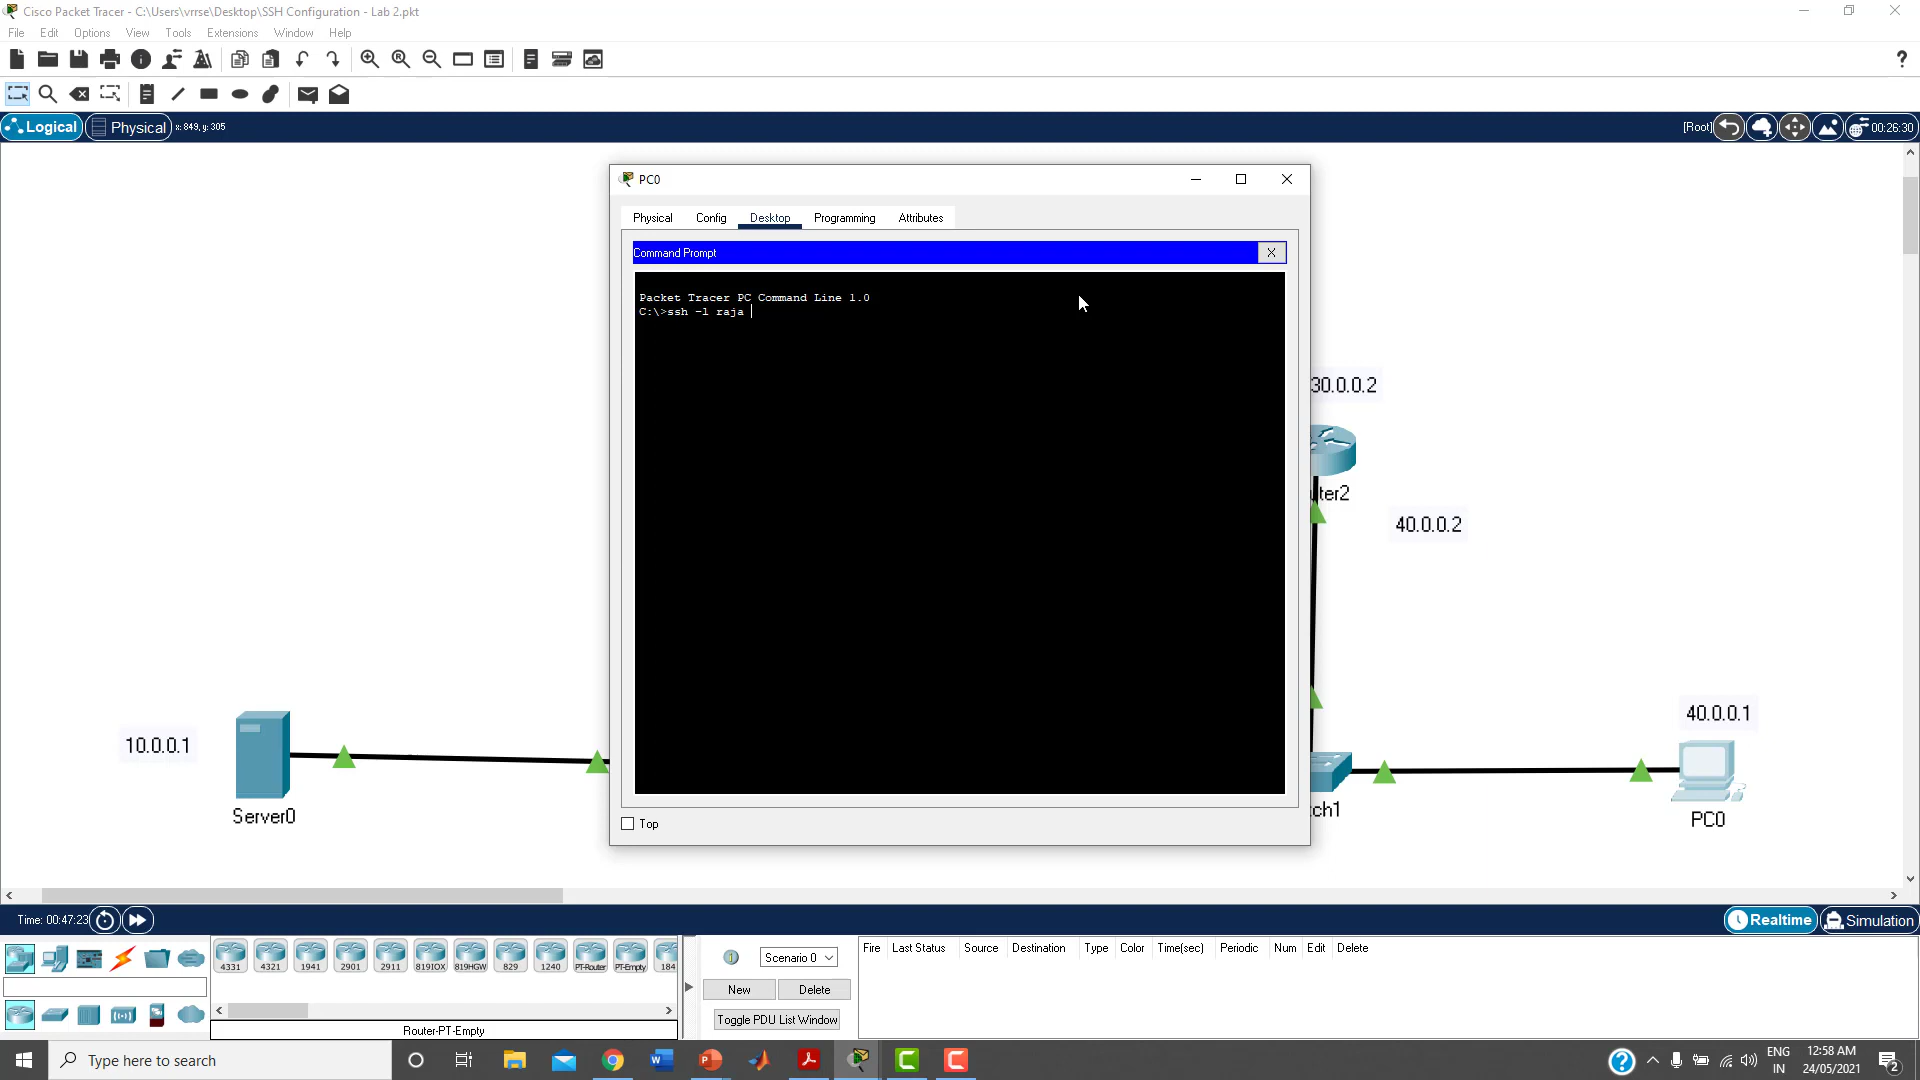 Cisco Packet Tracer - C:\Users\vrrse\Desktop\SSH Configuration - Lab 2.pkt
File Edit Options View Tools Extensions Window Help
?
Logical Physical x: 849, y: 305 [Root] 00:26:30
PC0
Physical Config Desktop Programming Attributes
Command Prompt X
Packet Tracer PC Command Line 1.0
C:\>ssh -l raja
30.0.0.2
ter2
40.0.0.2
40.0.0.1
10.0.0.1
Server0
ch1
PC0
Top
Time: 00:47:23 Realtime Simulation
4331 4321 1941 2901 2911 819IOX 819HGW 829 1240 PT-Router PT-Empty 184
Router-PT-Empty
Scenario 0
New Delete
Toggle PDU List Window
Fire Last Status Source Destination Type Color Time(sec) Periodic Num Edit Delete
Type here to search
ENG
IN
12:58 AM
24/05/2021
2